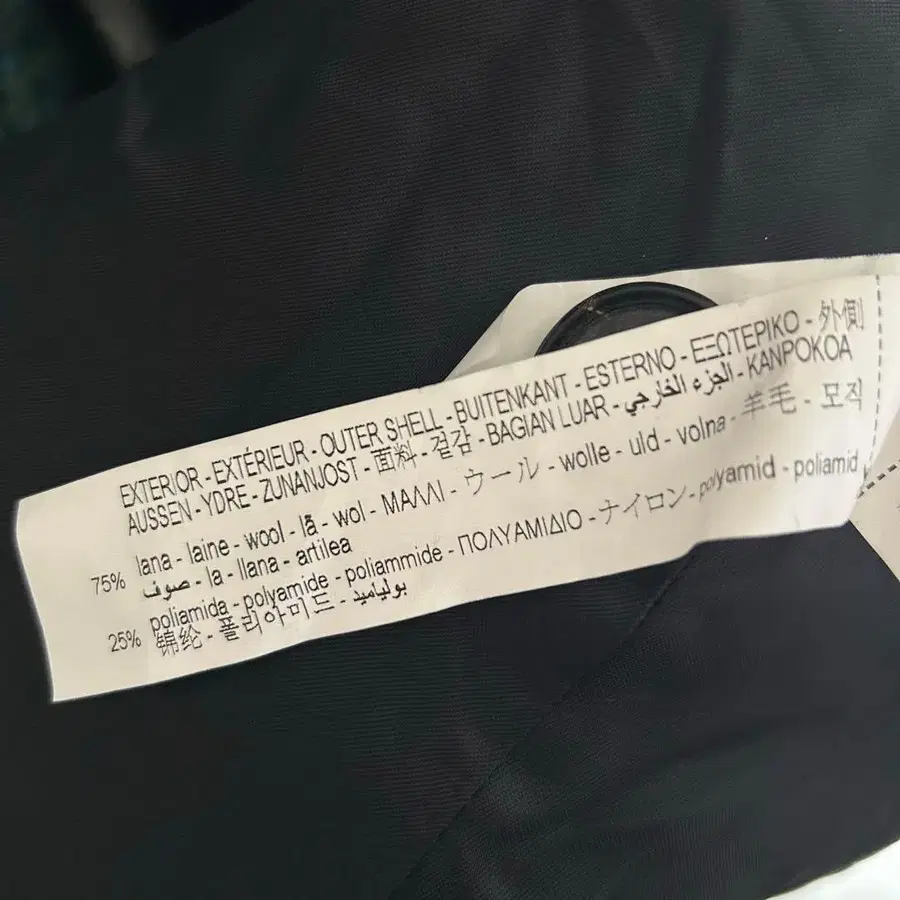 EXTERIOR - EXTÉRIEUR - OUTER SHELL - BUITENKANT - ESTERNO - ΕΞΩΤΕΡΙΚΟ - 外側
AUSSEN - YDRE - ZUNANJOST - 面料 - 겉감 - BAGIAN LUAR - الجزء الخارجي - KANPOKOA
75% lana - laine - wool - lã - wol - ΜΑΛΛΙ - ウール - wolle - uld - volna - 羊毛 - 모직
صوف - la - llana - artilea
25% poliamida - polyamide - poliammide - ΠΟΛΥΑΜΙΔΙΟ - ナイロン - polyamid - poliamid
锦纶 - 폴리아미드 - بولياميد